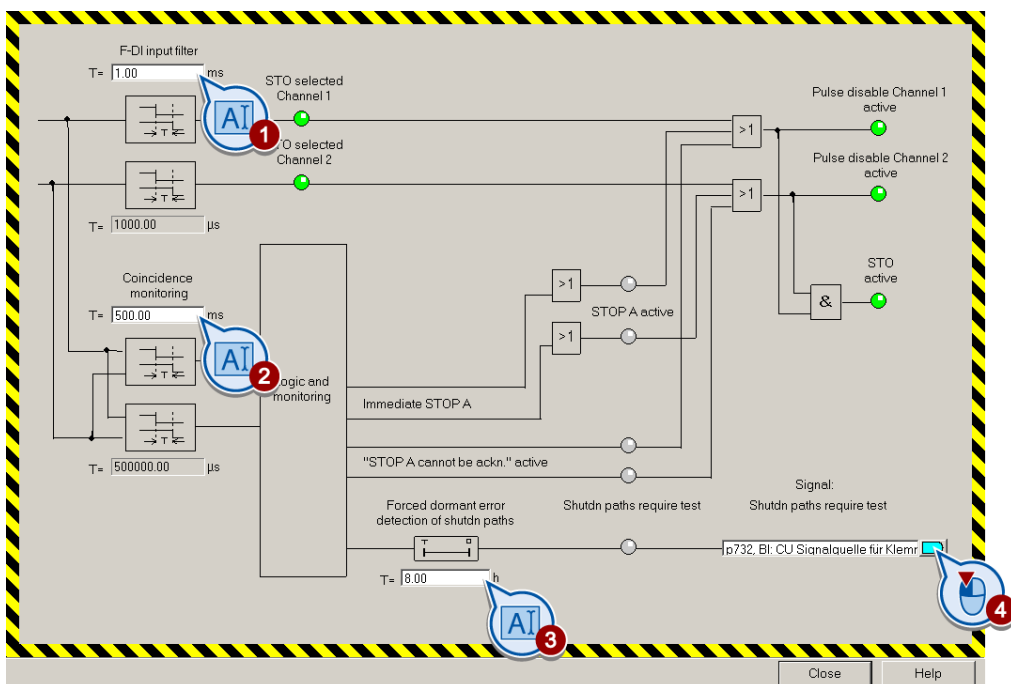 F-DI input filter
T= 1.00 ms
STO selected
Channel 1
AI
1
STO selected
Channel 2
T= 1000.00 µs
Pulse disable Channel 1
active
>1
Pulse disable Channel 2
active
>1
STO
active
&
Coincidence
monitoring
T= 500.00 ms
AI
2
T= 500000.00 µs
Logic and
monitoring
>1
STOP A active
>1
Immediate STOP A
"STOP A cannot be ackn." active
Forced dormant error
detection of shutdn paths
T= 8.00 h
AI
3
Shutdn paths require test
Signal:
Shutdn paths require test
p732, BI: CU Signalquelle für Klemr
4
Close
Help